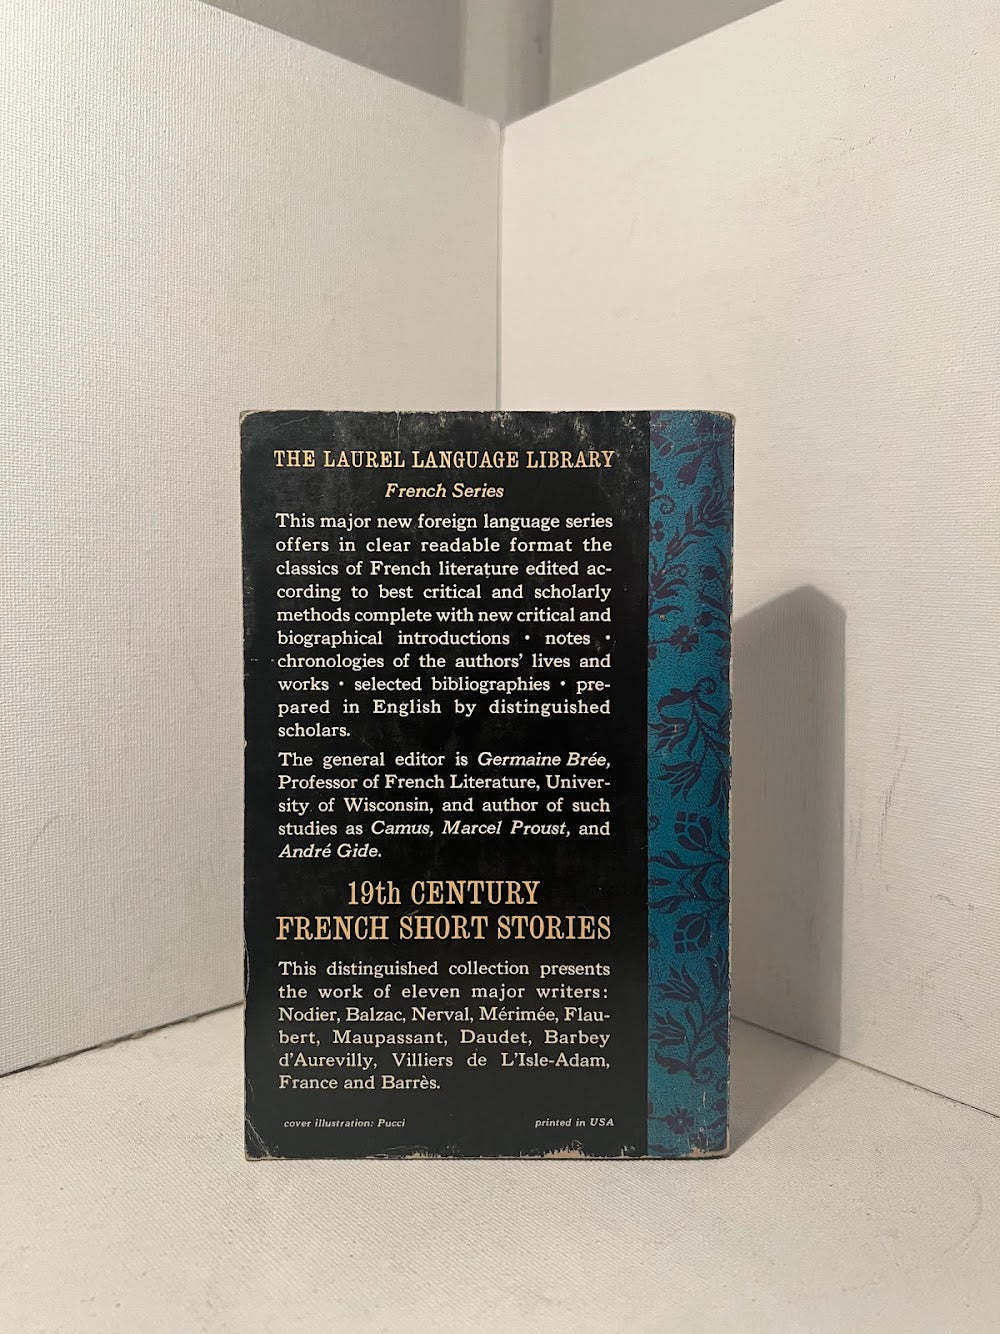 THE LAUREL LANGUAGE LIBRARY
French Series
This major new foreign language series
offers in clear readable format the
classics of French literature edited ac-
cording to best critical and scholarly
methods complete with new critical and
biographical introductions • notes •
chronologies of the authors' lives and
works • selected bibliographies • pre-
pared in English by distinguished
scholars.
The general editor is Germaine Brée,
Professor of French Literature, Univer-
sity of Wisconsin, and author of such
studies as Camus, Marcel Proust, and
André Gide.
19th CENTURY
FRENCH SHORT STORIES
This distinguished collection presents
the work of eleven major writers:
Nodier, Balzac, Nerval, Mérimée, Flau-
bert, Maupassant, Daudet, Barbey
d'Aurevilly, Villiers de L'Isle-Adam,
France and Barrès.
cover illustration: Pucci printed in USA